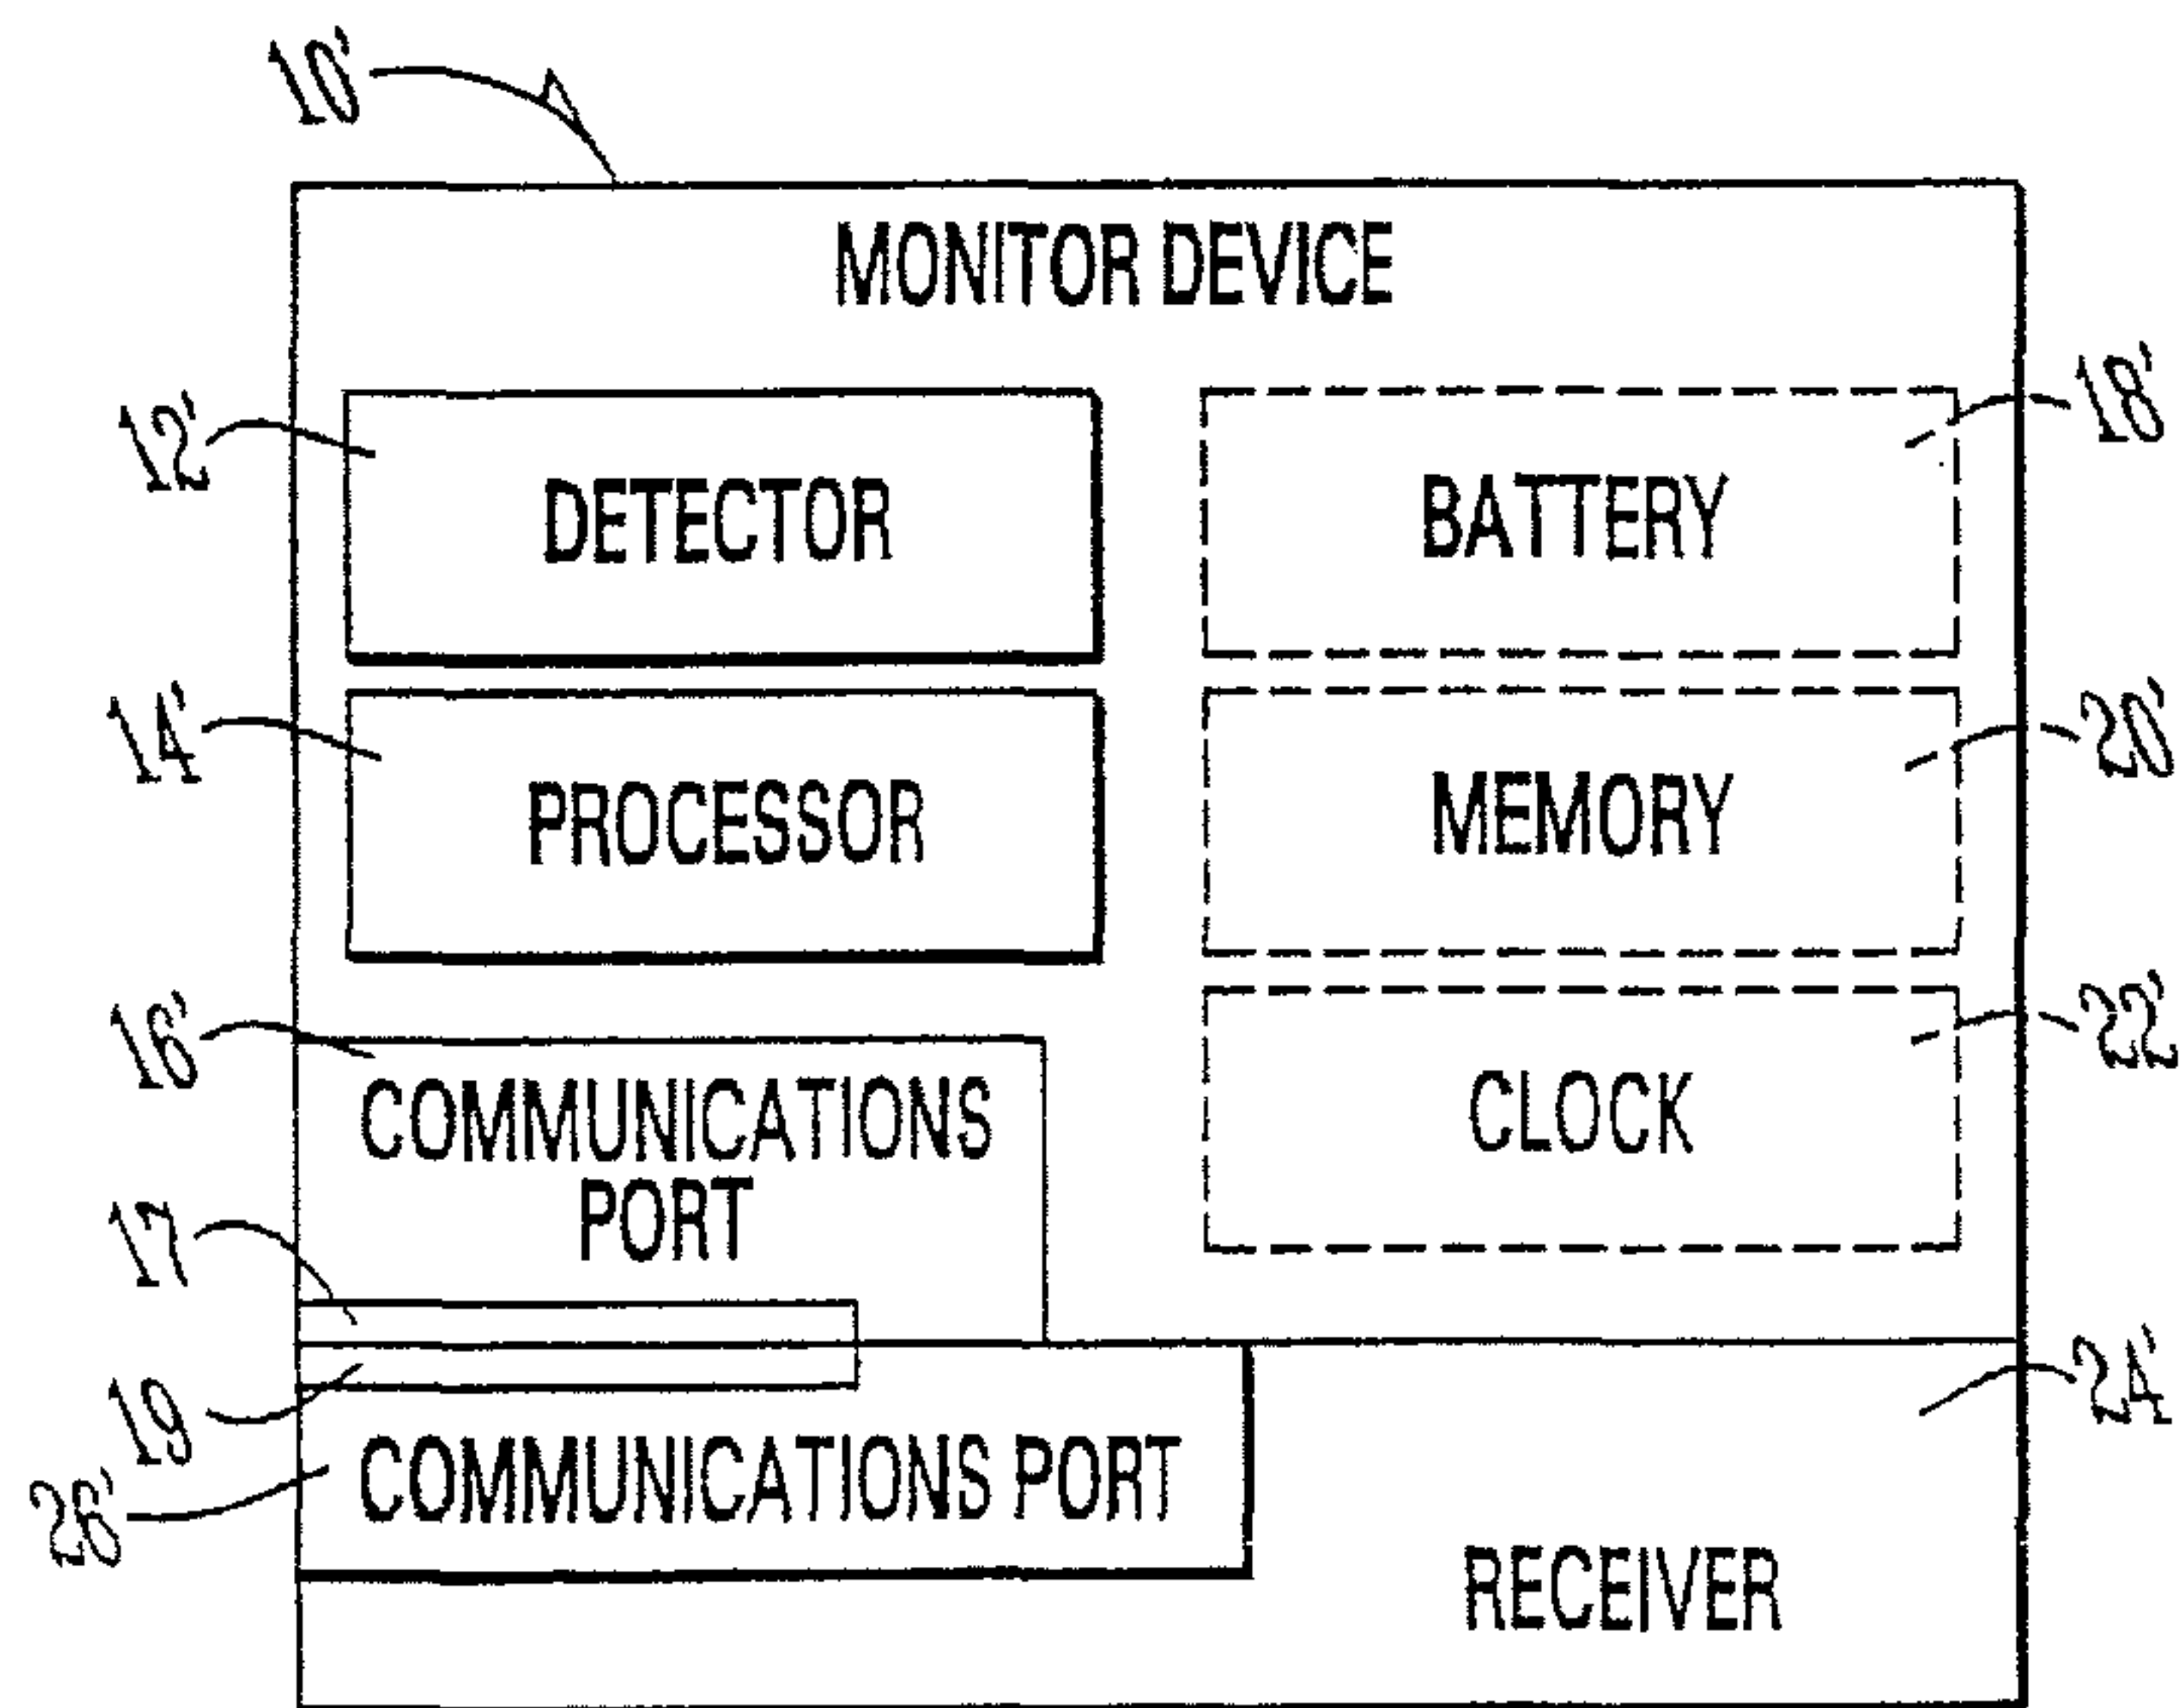 10'
MONITOR DEVICE
12'
DETECTOR
BATTERY
18'
14'
PROCESSOR
MEMORY
20'
16'
COMMUNICATIONS
PORT
CLOCK
22'
17
19
24'
28'
COMMUNICATIONS PORT
RECEIVER